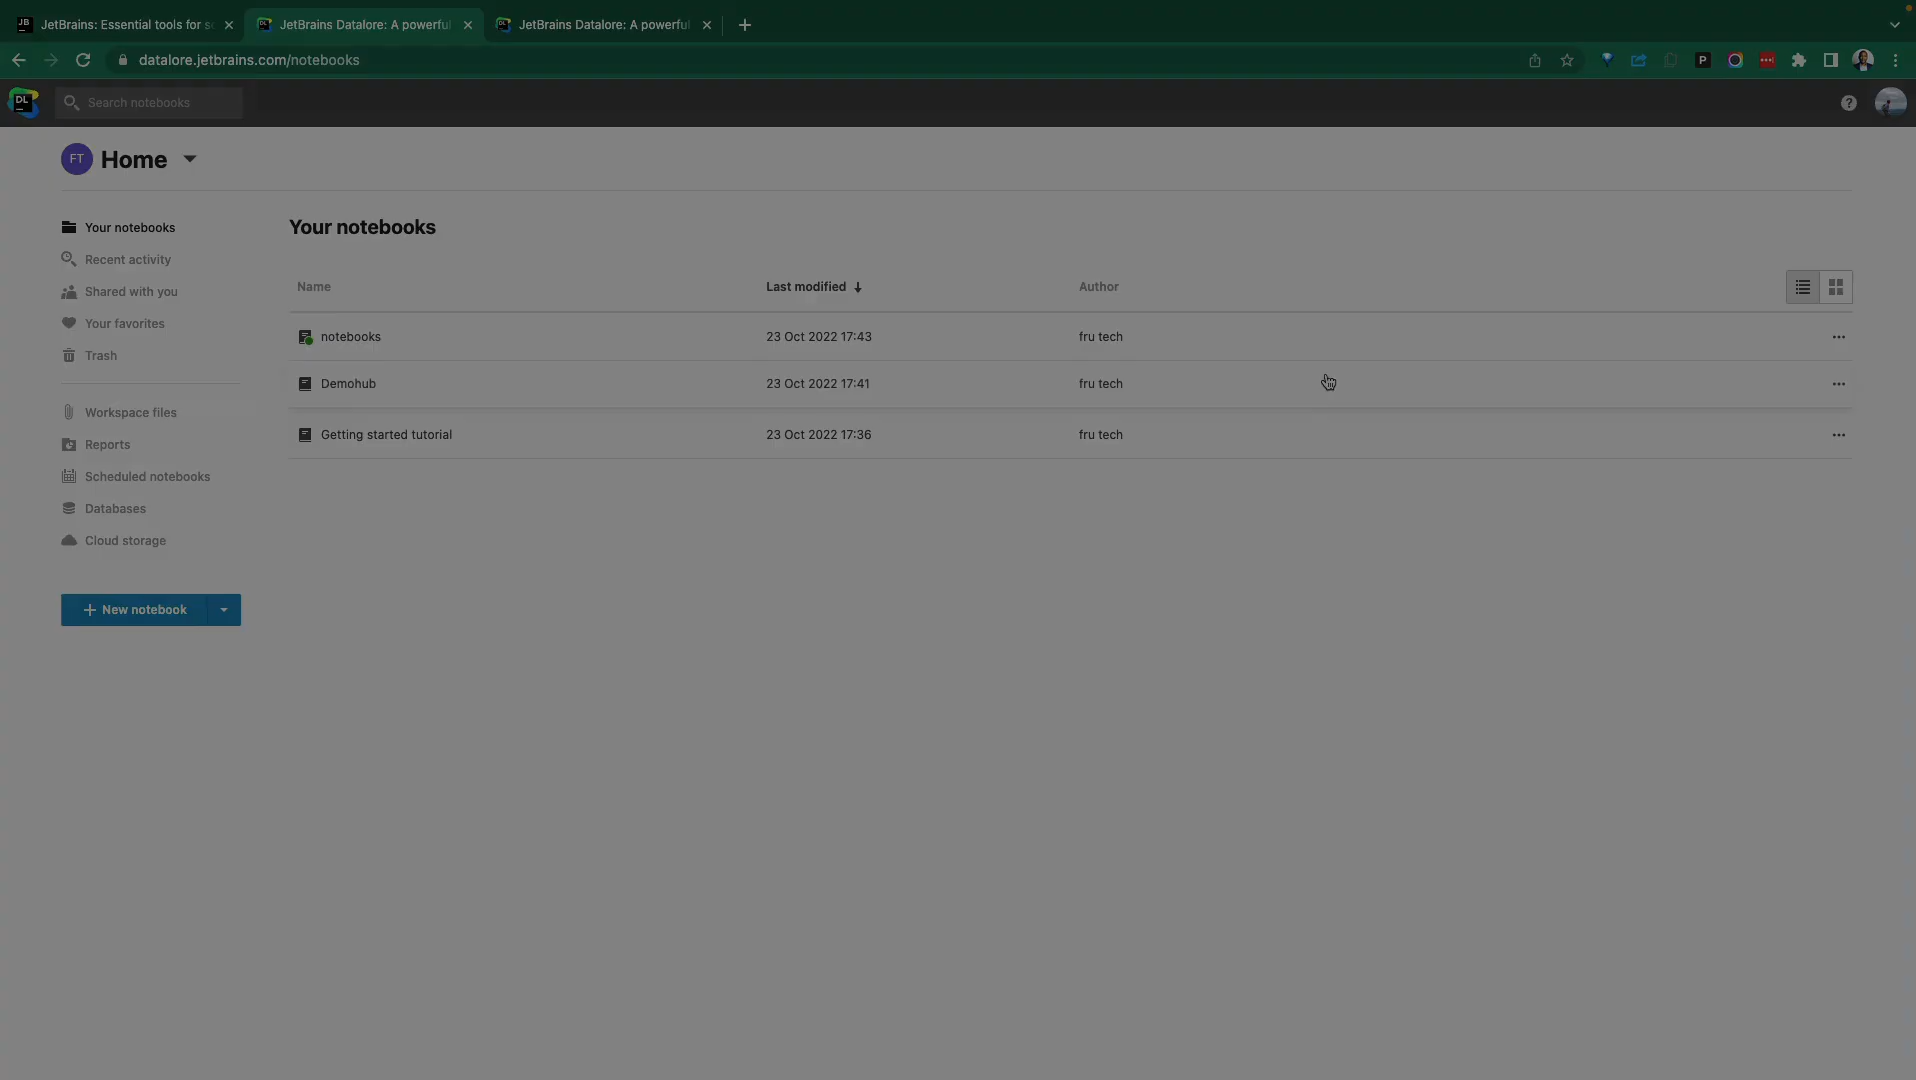 JB JetBrains: Essential tools for s
JetBrains Datalore: A powerful
JetBrains Datalore: A powerful
datalore.jetbrains.com/notebooks
P
DL Search notebooks
FT Home
Your notebooks
Recent activity
Shared with you
Your favorites
Trash
Workspace files
Reports
Scheduled notebooks
Databases
Cloud storage
New notebook
Your notebooks
Name Last modified Author
notebooks 23 Oct 2022 17:43 fru tech
Demohub 23 Oct 2022 17:41 fru tech
Getting started tutorial 23 Oct 2022 17:36 fru tech